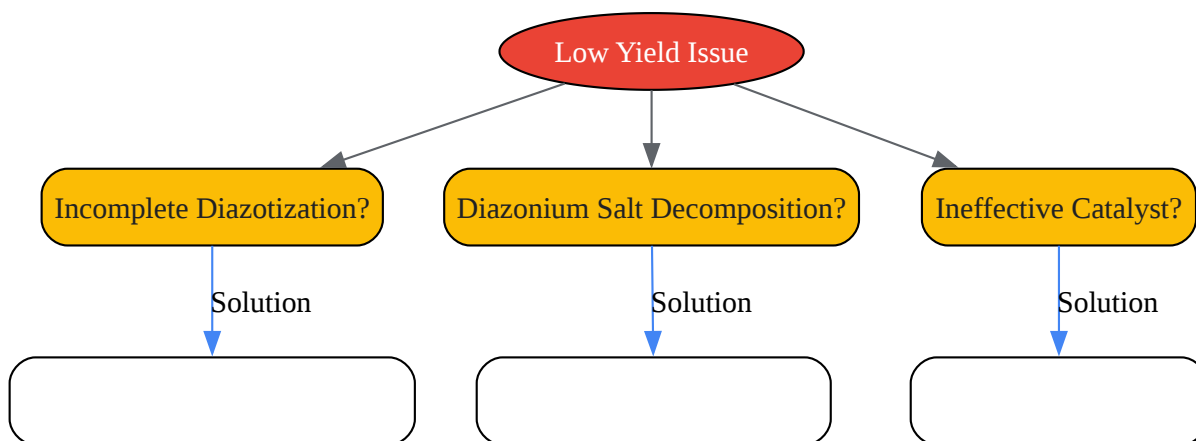 Low Yield Issue
Incomplete Diazotization?
Diazonium Salt Decomposition?
Ineffective Catalyst?
Solution
Solution
Solution